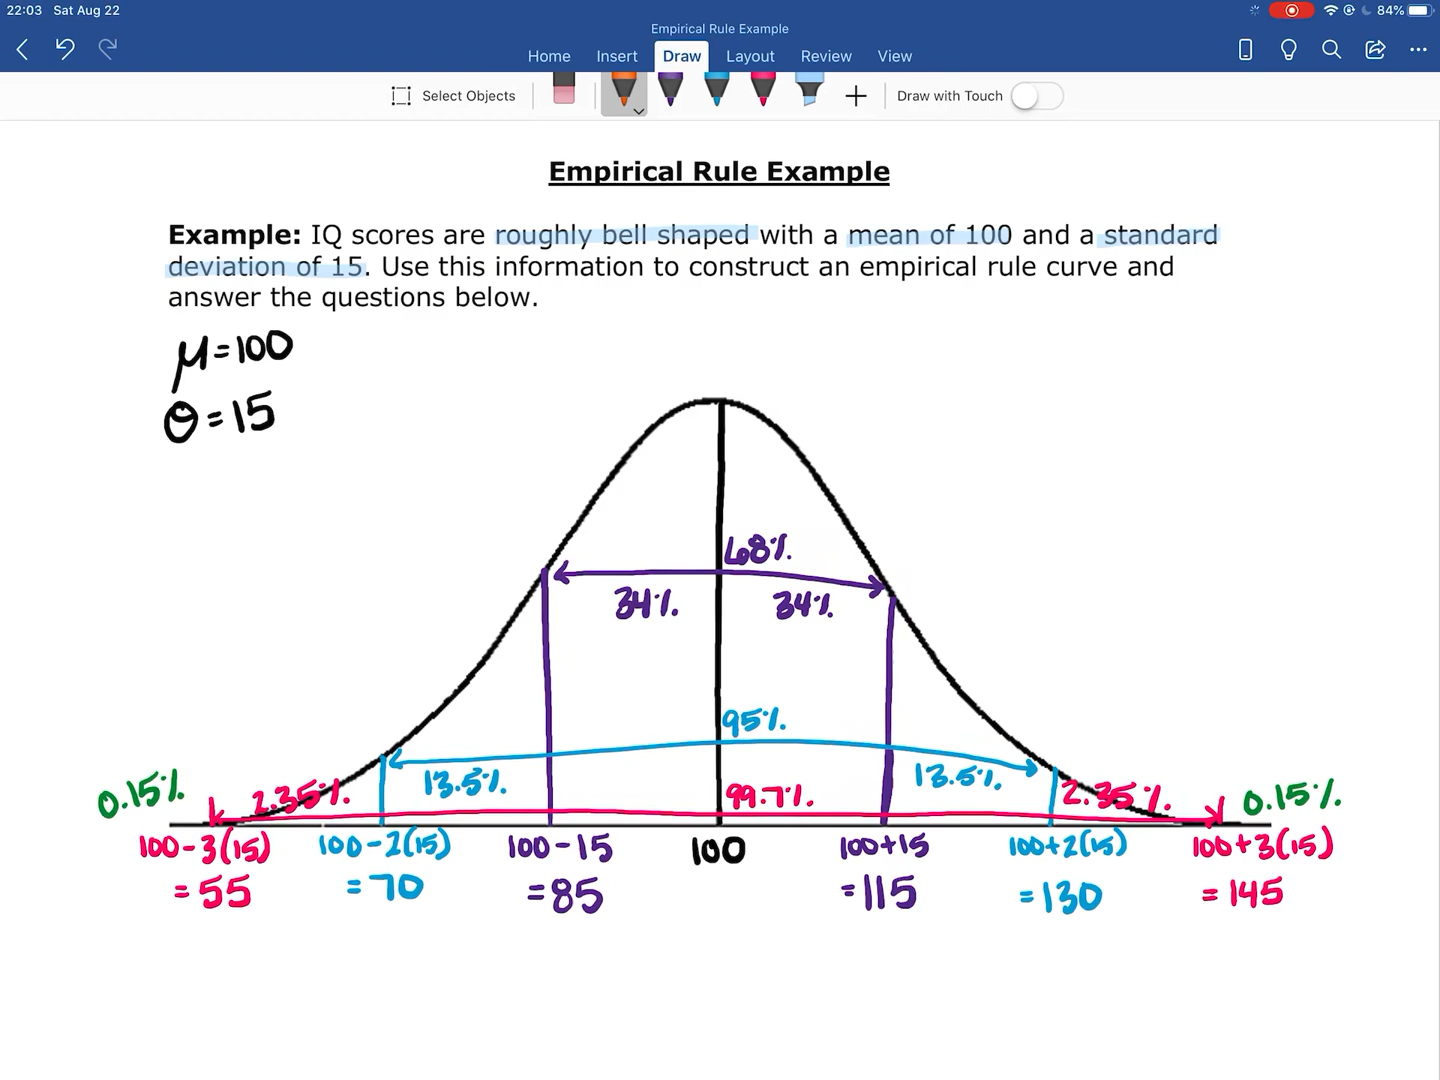 22:03 Sat Aug 22
84%
Empirical Rule Example
Home Insert Draw Layout Review View
Select Objects
Draw with Touch
Empirical Rule Example
Example: IQ scores are roughly bell shaped with a mean of 100 and a standard
deviation of 15. Use this information to construct an empirical rule curve and
answer the questions below.
μ=100
σ=15
68%
34% 34%
95%
13.5% 13.5%
0.15% 2.35% 99.7% 2.35% 0.15%
100-3(15) 100-2(15) 100-15 100 100+15 100+2(15) 100+3(15)
=55 =70 =85 =115 =130 =145